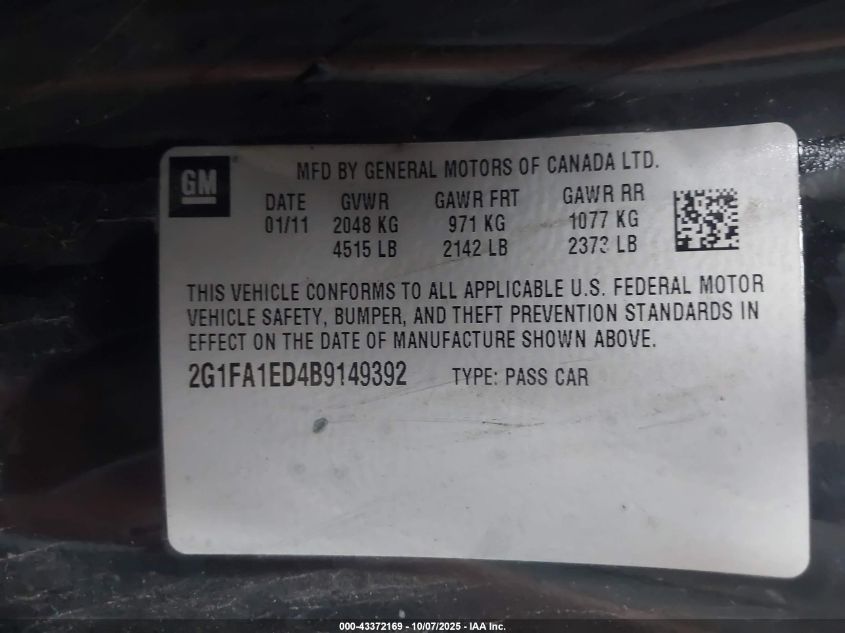 GM
MFD BY GENERAL MOTORS OF CANADA LTD.
DATE GVWR GAWR FRT GAWR RR
01/11 2048 KG 971 KG 1077 KG
4515 LB 2142 LB 2373 LB
THIS VEHICLE CONFORMS TO ALL APPLICABLE U.S. FEDERAL MOTOR
VEHICLE SAFETY, BUMPER, AND THEFT PREVENTION STANDARDS IN
EFFECT ON THE DATE OF MANUFACTURE SHOWN ABOVE.
2G1FA1ED4B9149392 TYPE: PASS CAR
000-43372169 - 10/07/2025 - IAA Inc.